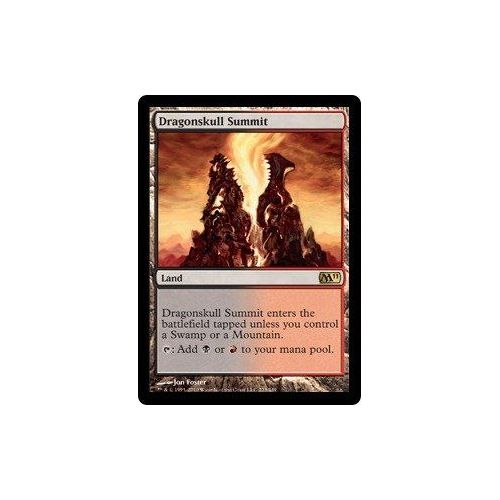 Dragonskull Summit
Land
M11
Dragonskull Summit enters the
battlefield tapped unless you control
a Swamp or a Mountain.
: Add or to your mana pool.
Jon Foster